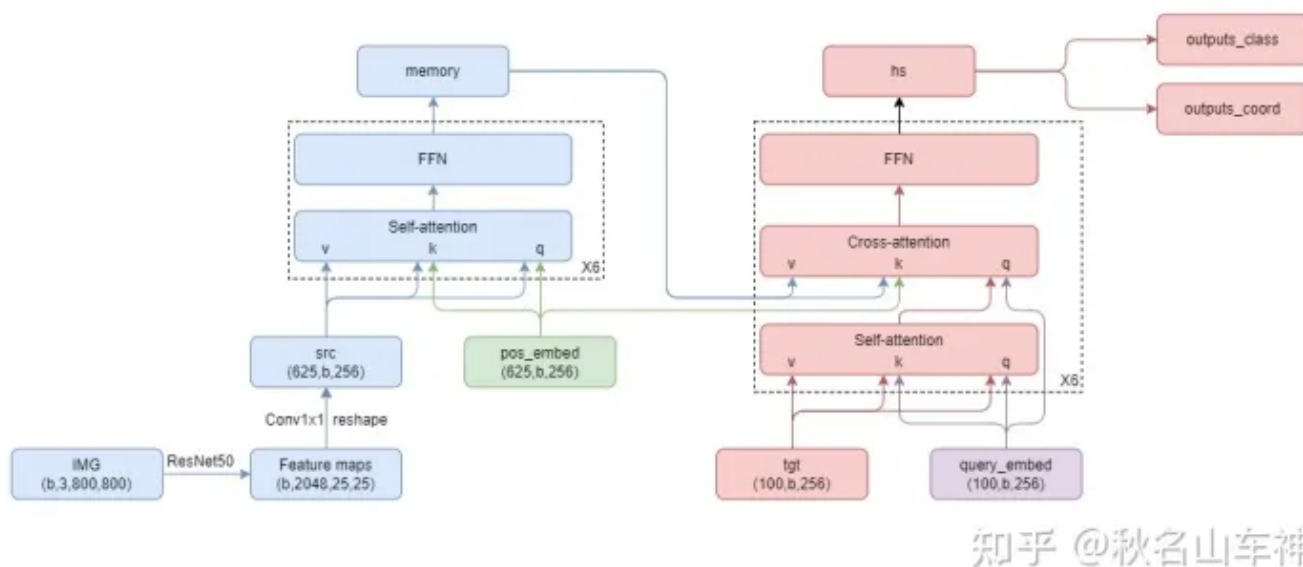 memory
hs
outputs_class
outputs_coord
FFN
Self-attention
v k q
X6
FFN
Cross-attention
v k q
Self-attention
v k q
X6
src
(625,b,256)
pos_embed
(625,b,256)
Conv1x1 reshape
IMG
(b,3,800,800)
ResNet50
Feature maps
(b,2048,25,25)
tgt
(100,b,256)
query_embed
(100,b,256)
知乎 @秋名山车神